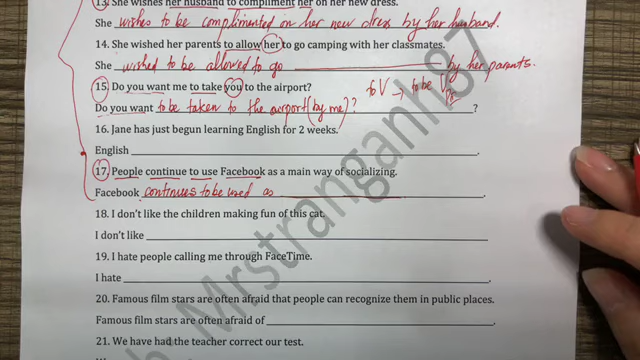 13. She wishes her husband to compliment her on her new dress.
She wishes to be complimented on her new dress by her husband.
14. She wished her parents to allow her to go camping with her classmates.
She wished to be allowed to go by her parents.
15. Do you want me to take you to the airport? to V → to be Vp2
Do you want to be taken to the airport (by me)? ?
16. Jane has just begun learning English for 2 weeks.
English
17. People continue to use Facebook as a main way of socializing.
Facebook continues to be used as
18. I don't like the children making fun of this cat.
I don't like
19. I hate people calling me through FaceTime.
I hate
20. Famous film stars are often afraid that people can recognize them in public places.
Famous film stars are often afraid of
21. We have had the teacher correct our test.
Mrstranganh87